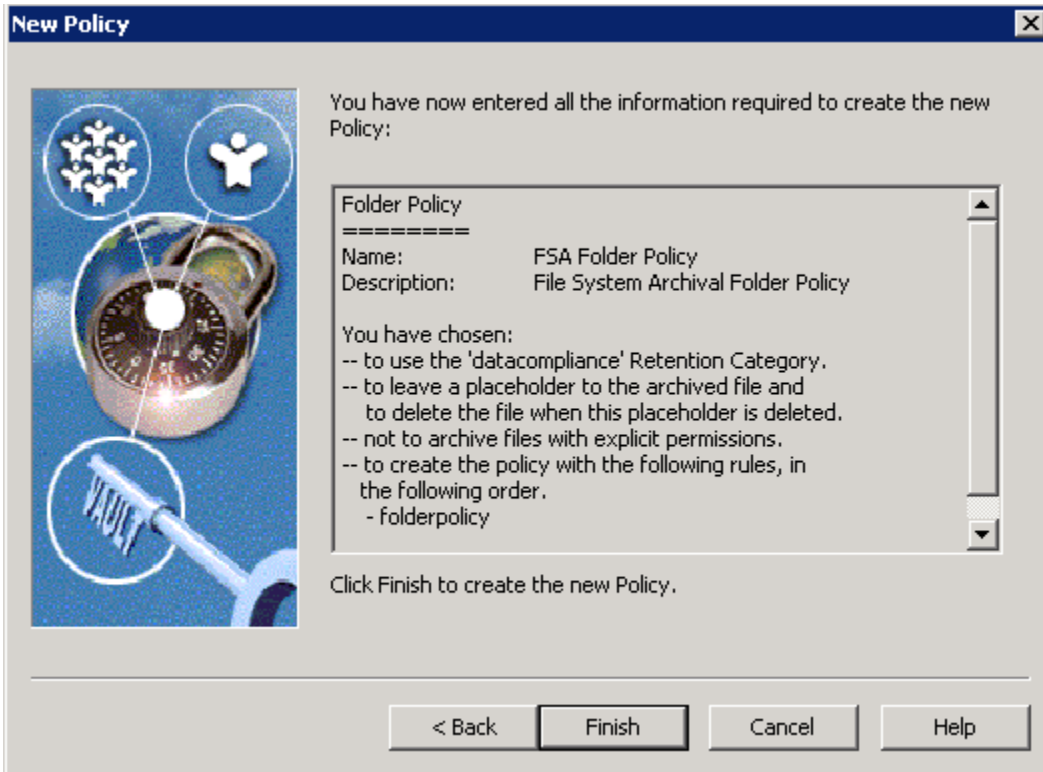 New Policy
You have now entered all the information required to create the new
Policy:
Folder Policy
========
Name: FSA Folder Policy
Description: File System Archival Folder Policy
You have chosen:
-- to use the 'datacompliance' Retention Category.
-- to leave a placeholder to the archived file and
to delete the file when this placeholder is deleted.
-- not to archive files with explicit permissions.
-- to create the policy with the following rules, in
the following order.
- folderpolicy
VAULT
Click Finish to create the new Policy.
< Back
Finish
Cancel
Help